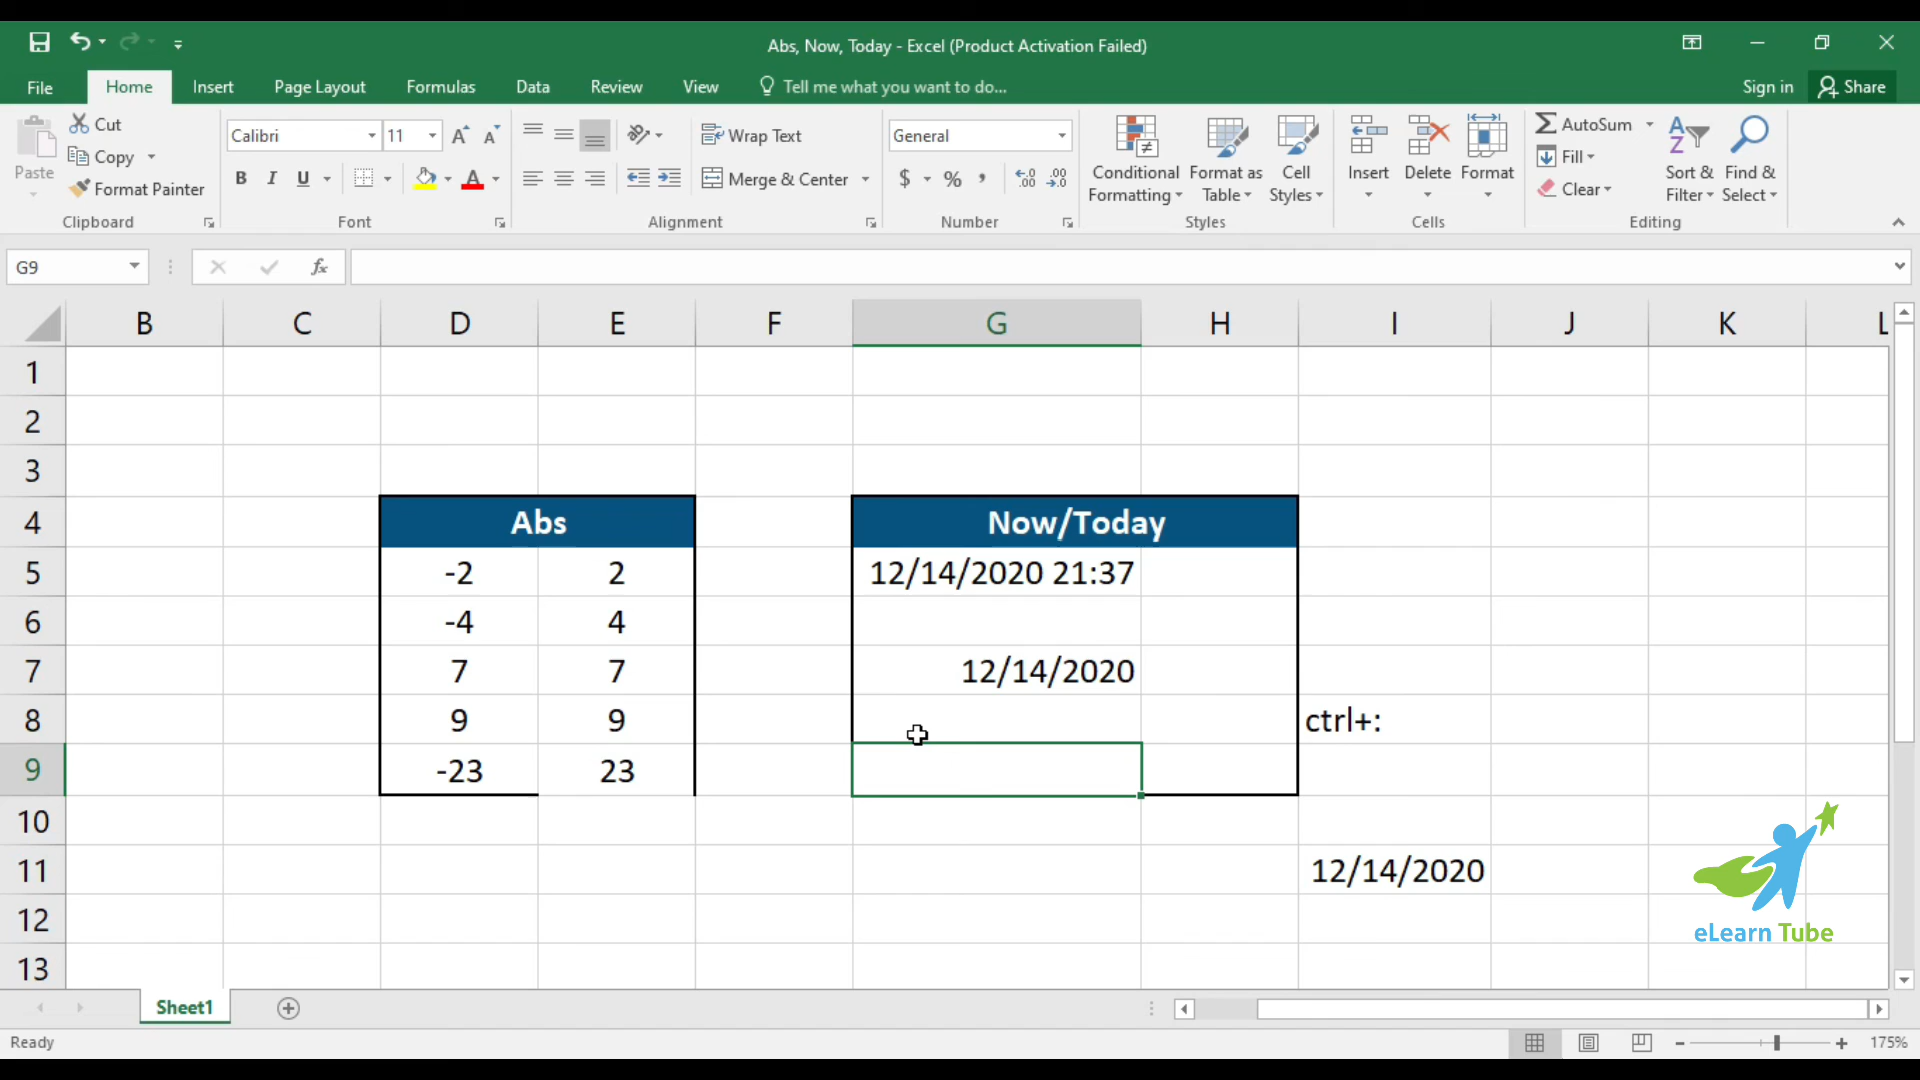 Abs, Now, Today - Excel (Product Activation Failed)
File Home Insert Page Layout Formulas Data Review View Tell me what you want to do... Sign in Share
Cut
Copy
Format Painter
Paste
Clipboard
Calibri 11
B I U A
Font
Wrap Text
Merge & Center
Alignment
General
$ % , .00 .0
Number
Conditional Formatting
Format as Table
Cell Styles
Styles
Insert Delete Format
Cells
AutoSum
Fill
Clear
Sort & Filter
Find & Select
Editing
G9 fx
B C D E F G H I J K L
1
2
3
4 Abs Now/Today
5 -2 2 12/14/2020 21:37
6 -4 4
7 7 7 12/14/2020
8 9 9 ctrl+:
9 -23 23
10
11 12/14/2020
12
13
eLearn Tube
Sheet1
Ready 175%